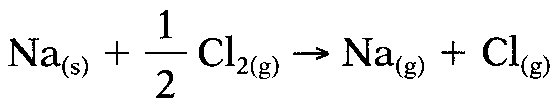 Na(s) + 1/2 Cl2(g) → Na(g) + Cl(g)